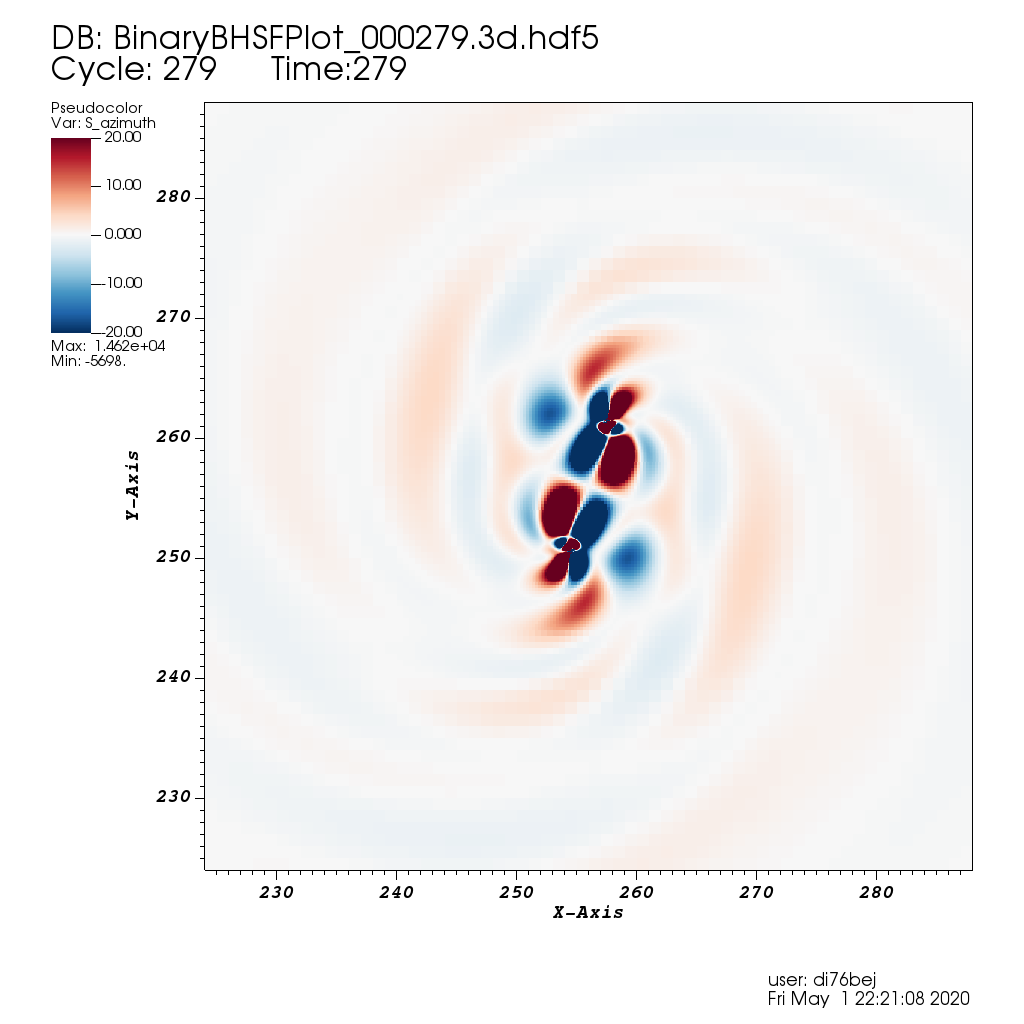 DB: BinaryBHSFPlot_000279.3d.hdf5
Cycle: 279 Time:279
Pseudocolor
Var: S_azimuth
20.00
10.00
0.000
-10.00
-20.00
Max: 1.462e+04
Min: -5698.
280
270
260
250
240
230
Y-Axis
230 240 250 260 270 280
X-Axis
user: di76bej
Fri May 1 22:21:08 2020